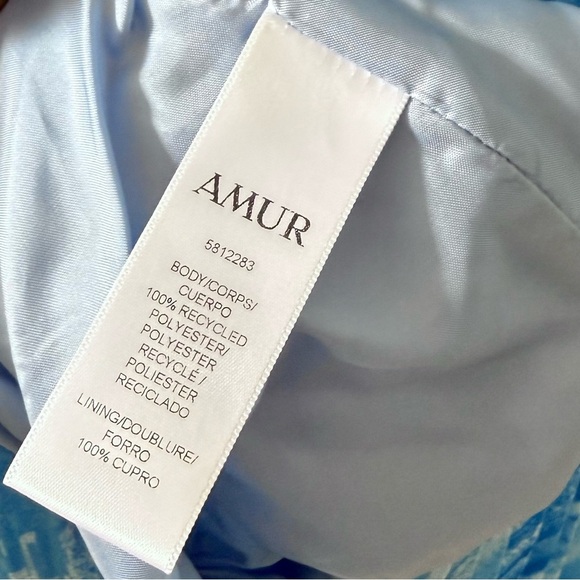 AMUR
5812283
BODY/CORPS/
CUERPO
100% RECYCLED
POLYESTER/
POLYESTER
RECYCLÉ /
POLIESTER
RECICLADO
LINING/DOUBLURE/
FORRO
100% CUPRO